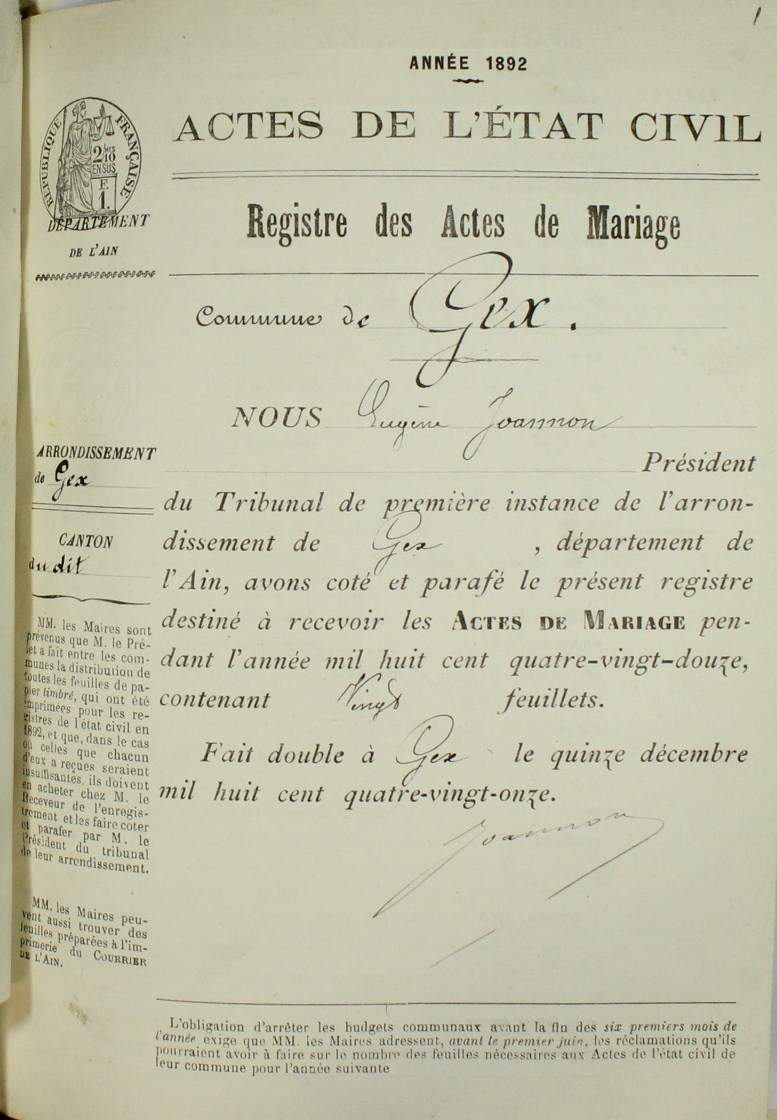 1
ANNÉE 1892
ACTES DE L'ÉTAT CIVIL
RÉPUBLIQUE FRANÇAISE
2/10
EN SUS
F.
1.
DÉPARTEMENT
DE L'AIN
Registre des Actes de Mariage
Commune de Gex.
NOUS Eugène Joannon
Président
du Tribunal de première instance de l'arron-
dissement de Gex, département de
l'Ain, avons coté et parafé le présent registre
destiné à recevoir les ACTES DE MARIAGE pen-
dant l'année mil huit cent quatre-vingt-douze,
contenant Vingt feuillets.
Fait double à Gex le quinze décembre
mil huit cent quatre-vingt-onze.
Joannon
ARRONDISSEMENT
de Gex
CANTON
du dit
MM. les Maires sont
prévenus que M. le Pré-
fet a fait entre les com-
munes la distribution de
toutes les feuilles de pa-
pier timbré, qui ont été
imprimées pour les re-
gistres de l'état civil en
1892, et que, dans le cas
où celles que chacun
d'eux a reçues seraient
insuffisantes, ils doivent
en acheter chez M. le
Receveur de l'enregis-
trement et les faire coter
et parafer par M. le
Président du tribunal
de leur arrondissement.
MM. les Maires peu-
vent aussi trouver des
feuilles préparées à l'im-
primerie du COURRIER
DE L'AIN.
L'obligation d'arrêter les budgets communaux avant la fin des six premiers mois de
l'année exige que MM. les Maires adressent, avant le premier juin, les réclamations qu'ils
pourraient avoir à faire sur le nombre des feuilles nécessaires aux Actes de l'état civil de
leur commune pour l'année suivante